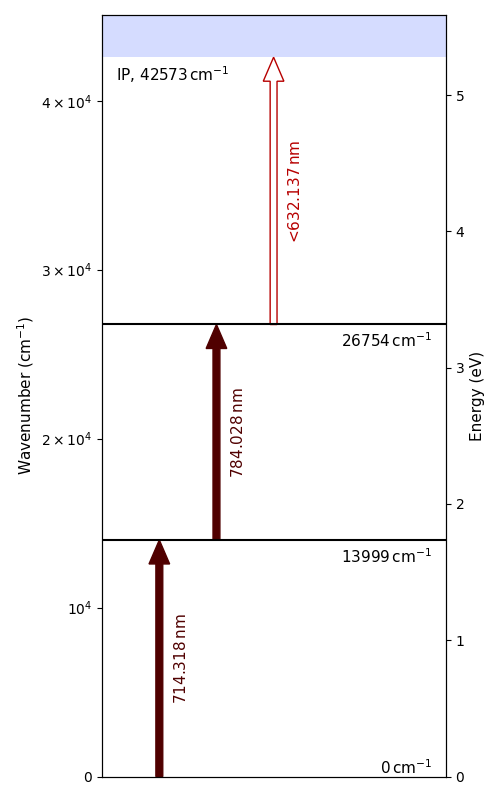 IP, 42573 cm⁻¹
4 × 10⁴
5
<632.137 nm
4
3 × 10⁴
26754 cm⁻¹
3
Wavenumber (cm⁻¹)
Energy (eV)
784.028 nm
2 × 10⁴
2
13999 cm⁻¹
10⁴
1
714.318 nm
0 cm⁻¹
0
0